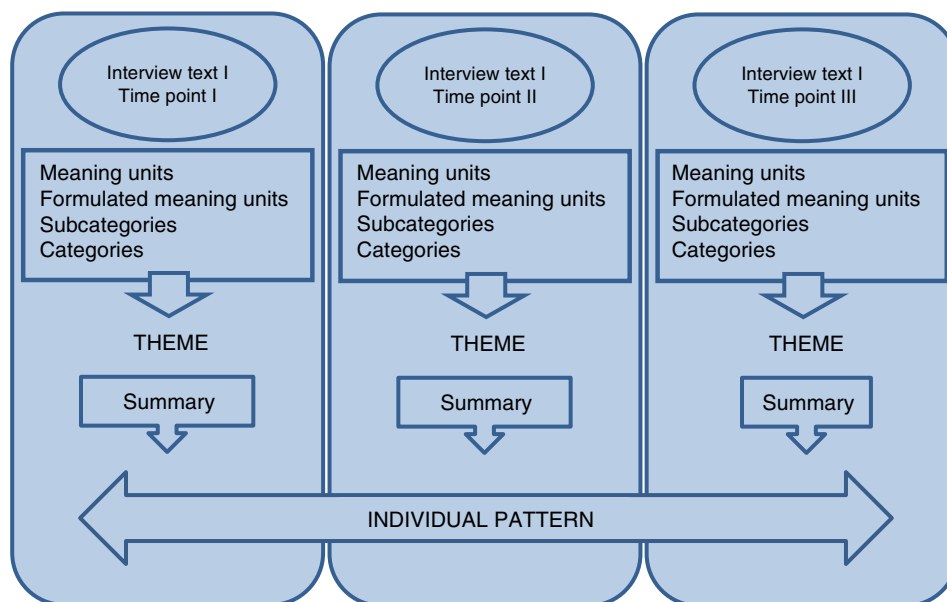 Interview text I
Time point I
Meaning units
Formulated meaning units
Subcategories
Categories
THEME
Summary
Interview text I
Time point II
Meaning units
Formulated meaning units
Subcategories
Categories
THEME
Summary
Interview text I
Time point III
Meaning units
Formulated meaning units
Subcategories
Categories
THEME
Summary
INDIVIDUAL PATTERN